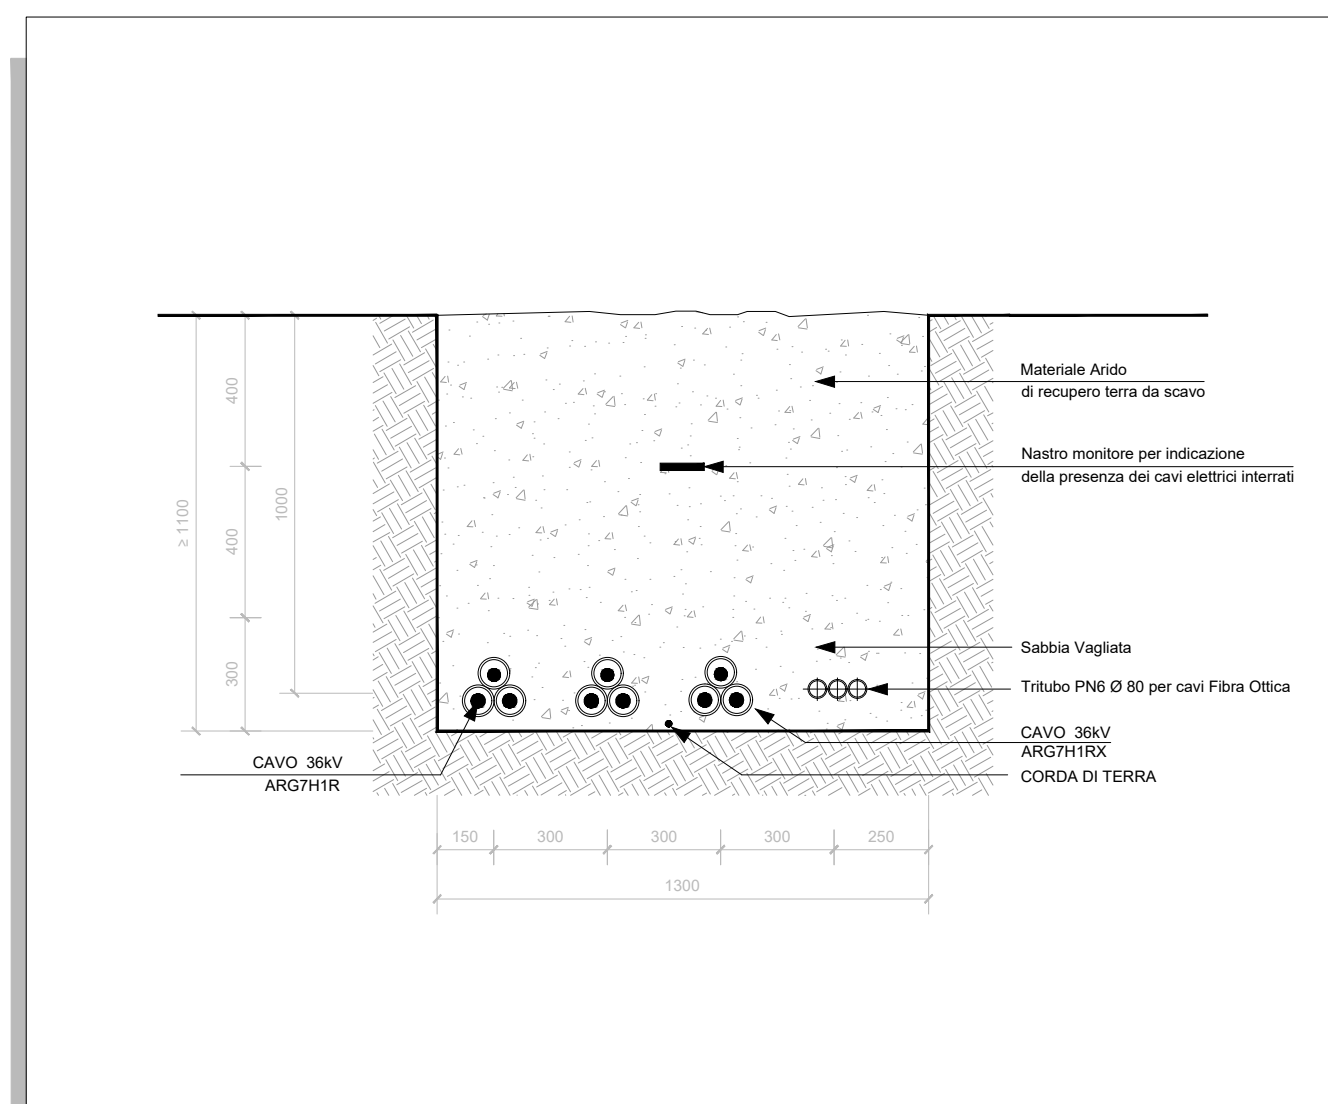 Materiale Arido
di recupero terra da scavo
Nastro monitore per indicazione
della presenza dei cavi elettrici interrati
400
1000
≥ 1100
400
300
Sabbia Vagliata
Tritubo PN6 Ø 80 per cavi Fibra Ottica
CAVO 36kV
ARG7H1RX
CORDA DI TERRA
CAVO 36kV
ARG7H1R
150 300 300 300 250
1300